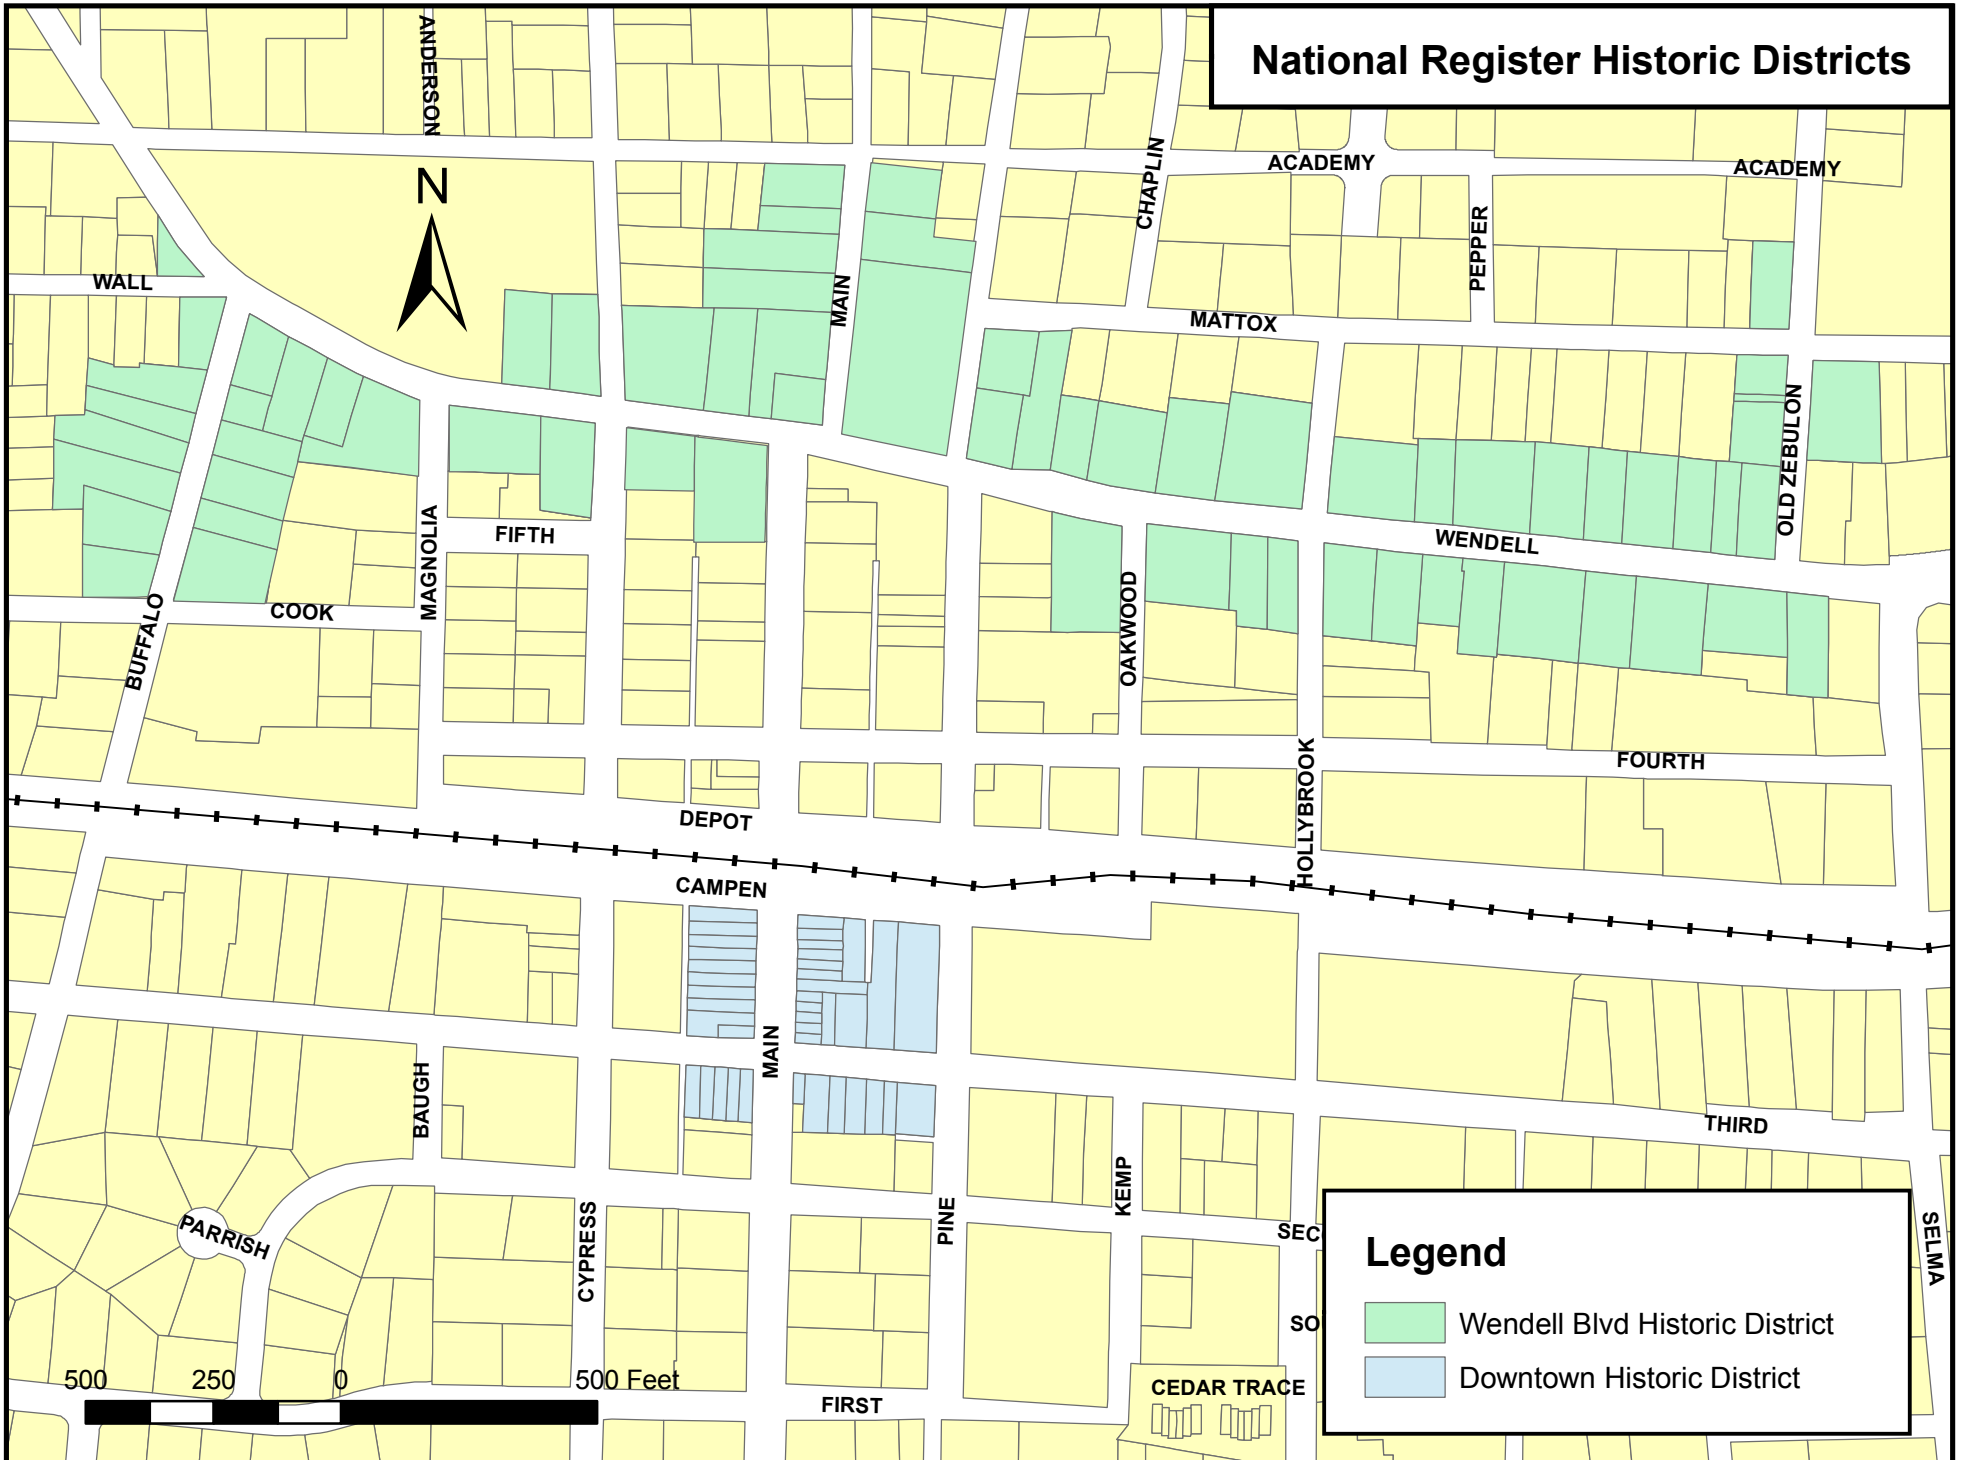 National Register Historic Districts
ANDERSON
N
CHAPLIN
ACADEMY
ACADEMY
PEPPER
WALL
MAIN
MATTOX
OLD ZEBULON
WENDELL
MAGNOLIA
FIFTH
COOK
BUFFALO
OAKWOOD
HOLLYBROOK
FOURTH
DEPOT
CAMPEN
MAIN
BAUGH
THIRD
KEMP
PINE
CYPRESS
PARRISH
SEC
SELMA
SO
Legend
Wendell Blvd Historic District
Downtown Historic District
500 250 0 500 Feet
FIRST
CEDAR TRACE